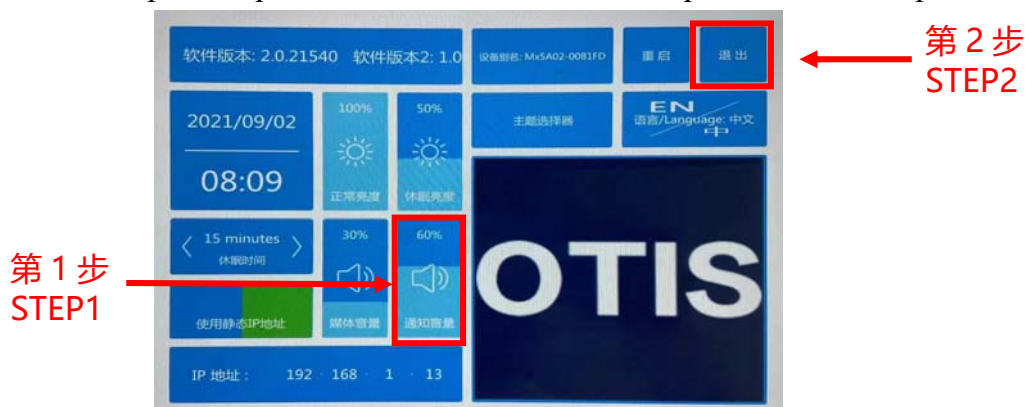 软件版本: 2.0.21540 软件版本2: 1.0
设备别名: MxSA02-0081FD
重启
退出
第 2 步
STEP2
2021/09/02
08:09
100%
正常亮度
50%
休眠亮度
主题选择器
EN
语言/Language: 中文
中
15 minutes
休眠时间
30%
媒体音量
60%
通知音量
第 1 步
STEP1
使用静态IP地址
IP 地址 : 192 · 168 · 1 · 13
OTIS